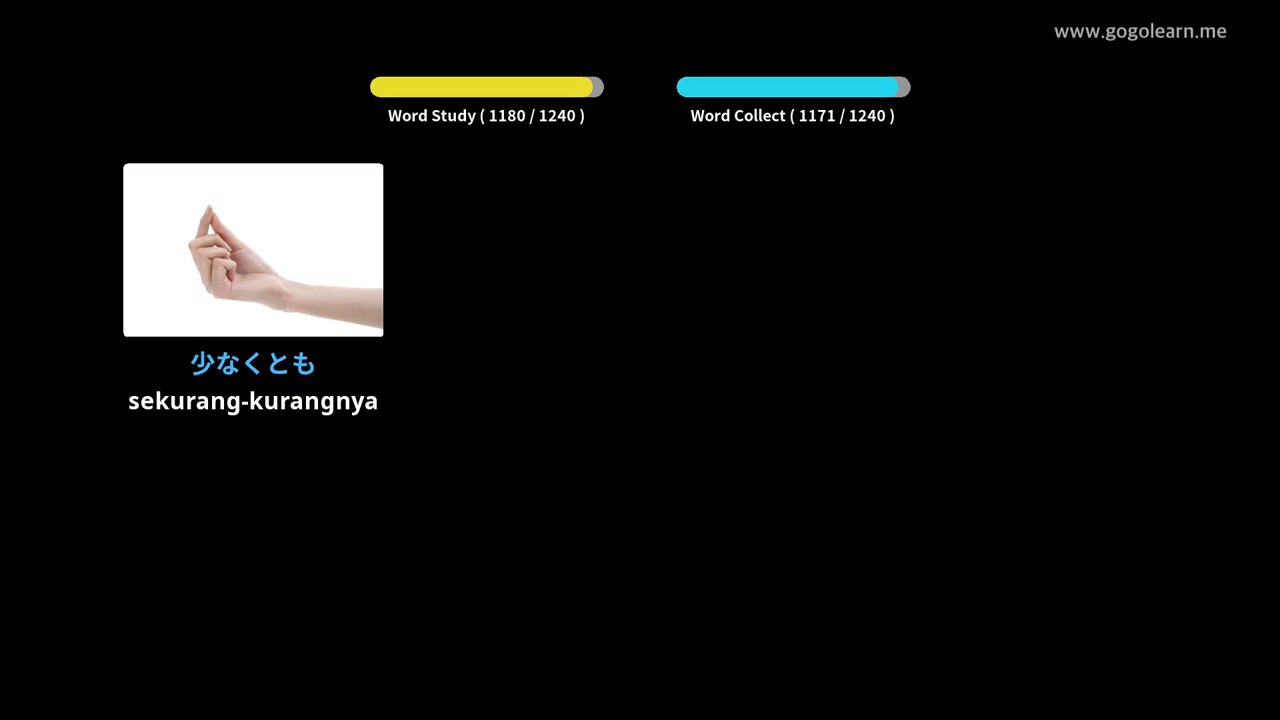 www.gogolearn.me
Word Study ( 1180 / 1240 )
Word Collect ( 1171 / 1240 )
少なくとも
sekurang-kurangnya